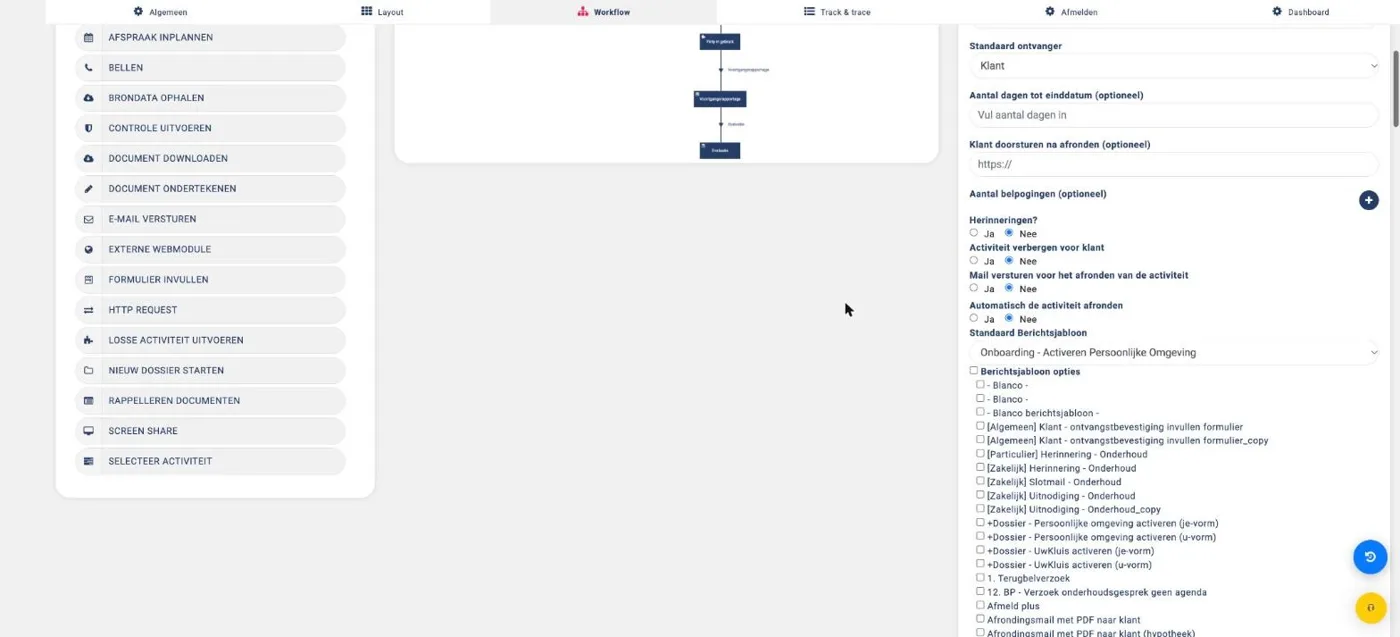 Algemeen
Layout
Workflow
Track & trace
Afmelden
Dashboard
AFSPRAAK INPLANNEN
BELLEN
BRONDATA OPHALEN
CONTROLE UITVOEREN
DOCUMENT DOWNLOADEN
DOCUMENT ONDERTEKENEN
E-MAIL VERSTUREN
EXTERNE WEBMODULE
FORMULIER INVULLEN
HTTP REQUEST
LOSSE ACTIVITEIT UITVOEREN
NIEUW DOSSIER STARTEN
RAPPELLEREN DOCUMENTEN
SCREEN SHARE
SELECTEER ACTIVITEIT
Standaard ontvanger
Klant
Aantal dagen tot einddatum (optioneel)
Vul aantal dagen in
Klant doorsturen na afronden (optioneel)
https://
Aantal belpogingen (optioneel)
Herinneringen?
Ja Nee
Activiteit verbergen voor klant
Ja Nee
Mail versturen voor het afronden van de activiteit
Ja Nee
Automatisch de activiteit afronden
Ja Nee
Standaard Berichtsjabloon
Onboarding - Activeren Persoonlijke Omgeving
Berichtsjabloon opties
- Blanco -
- Blanco -
- Blanco berichtsjabloon -
[Algemeen] Klant - ontvangstbevestiging invullen formulier
[Algemeen] Klant - ontvangstbevestiging invullen formulier_copy
[Particulier] Herinnering - Onderhoud
[Zakelijk] Herinnering - Onderhoud
[Zakelijk] Slotmail - Onderhoud
[Zakelijk] Uitnodiging - Onderhoud
[Zakelijk] Uitnodiging - Onderhoud_copy
+Dossier - Persoonlijke omgeving activeren (je-vorm)
+Dossier - Persoonlijke omgeving activeren (u-vorm)
+Dossier - UwKluis activeren (je-vorm)
+Dossier - UwKluis activeren (u-vorm)
1. Terugbelverzoek
12. BP - Verzoek onderhoudsgesprek geen agenda
Afmeld plus
Afrondingsmail met PDF naar klant
Afrondingsmail met PDF naar klant (hypotheek)